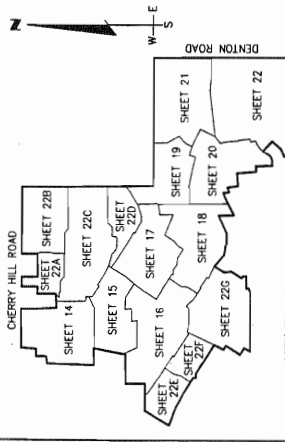 N
W E
S
CHERRY HILL ROAD
DENTON ROAD
SHEET 14
SHEET 22A
SHEET 22B
SHEET 22C
SHEET 15
SHEET 22D
SHEET 21
SHEET 19
SHEET 17
SHEET 20
SHEET 22
SHEET 16
SHEET 18
SHEET 22E
SHEET 22F
SHEET 22G